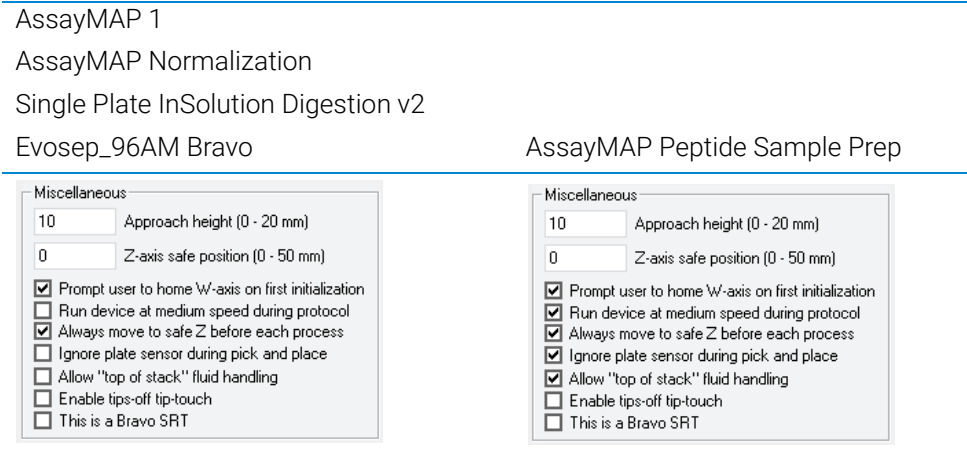 AssayMAP 1
AssayMAP Normalization
Single Plate InSolution Digestion v2
Evosep_96AM Bravo
AssayMAP Peptide Sample Prep
Miscellaneous
10 Approach height (0 - 20 mm)
0 Z-axis safe position (0 - 50 mm)
Prompt user to home W-axis on first initialization
Run device at medium speed during protocol
Always move to safe Z before each process
Ignore plate sensor during pick and place
Allow "top of stack" fluid handling
Enable tips-off tip-touch
This is a Bravo SRT
Miscellaneous
10 Approach height (0 - 20 mm)
0 Z-axis safe position (0 - 50 mm)
Prompt user to home W-axis on first initialization
Run device at medium speed during protocol
Always move to safe Z before each process
Ignore plate sensor during pick and place
Allow "top of stack" fluid handling
Enable tips-off tip-touch
This is a Bravo SRT